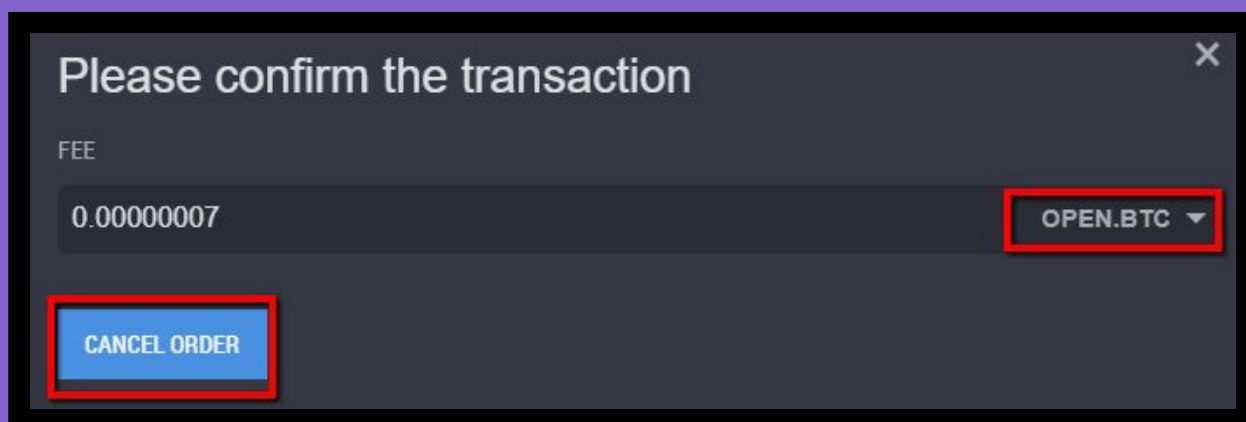 Please confirm the transaction
FEE
0.00000007 OPEN.BTC
CANCEL ORDER